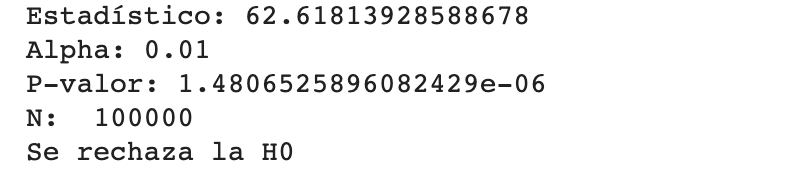 Estadístico: 62.61813928588678
Alpha: 0.01
P-valor: 1.4806525896082429e-06
N:  100000
Se rechaza la H0